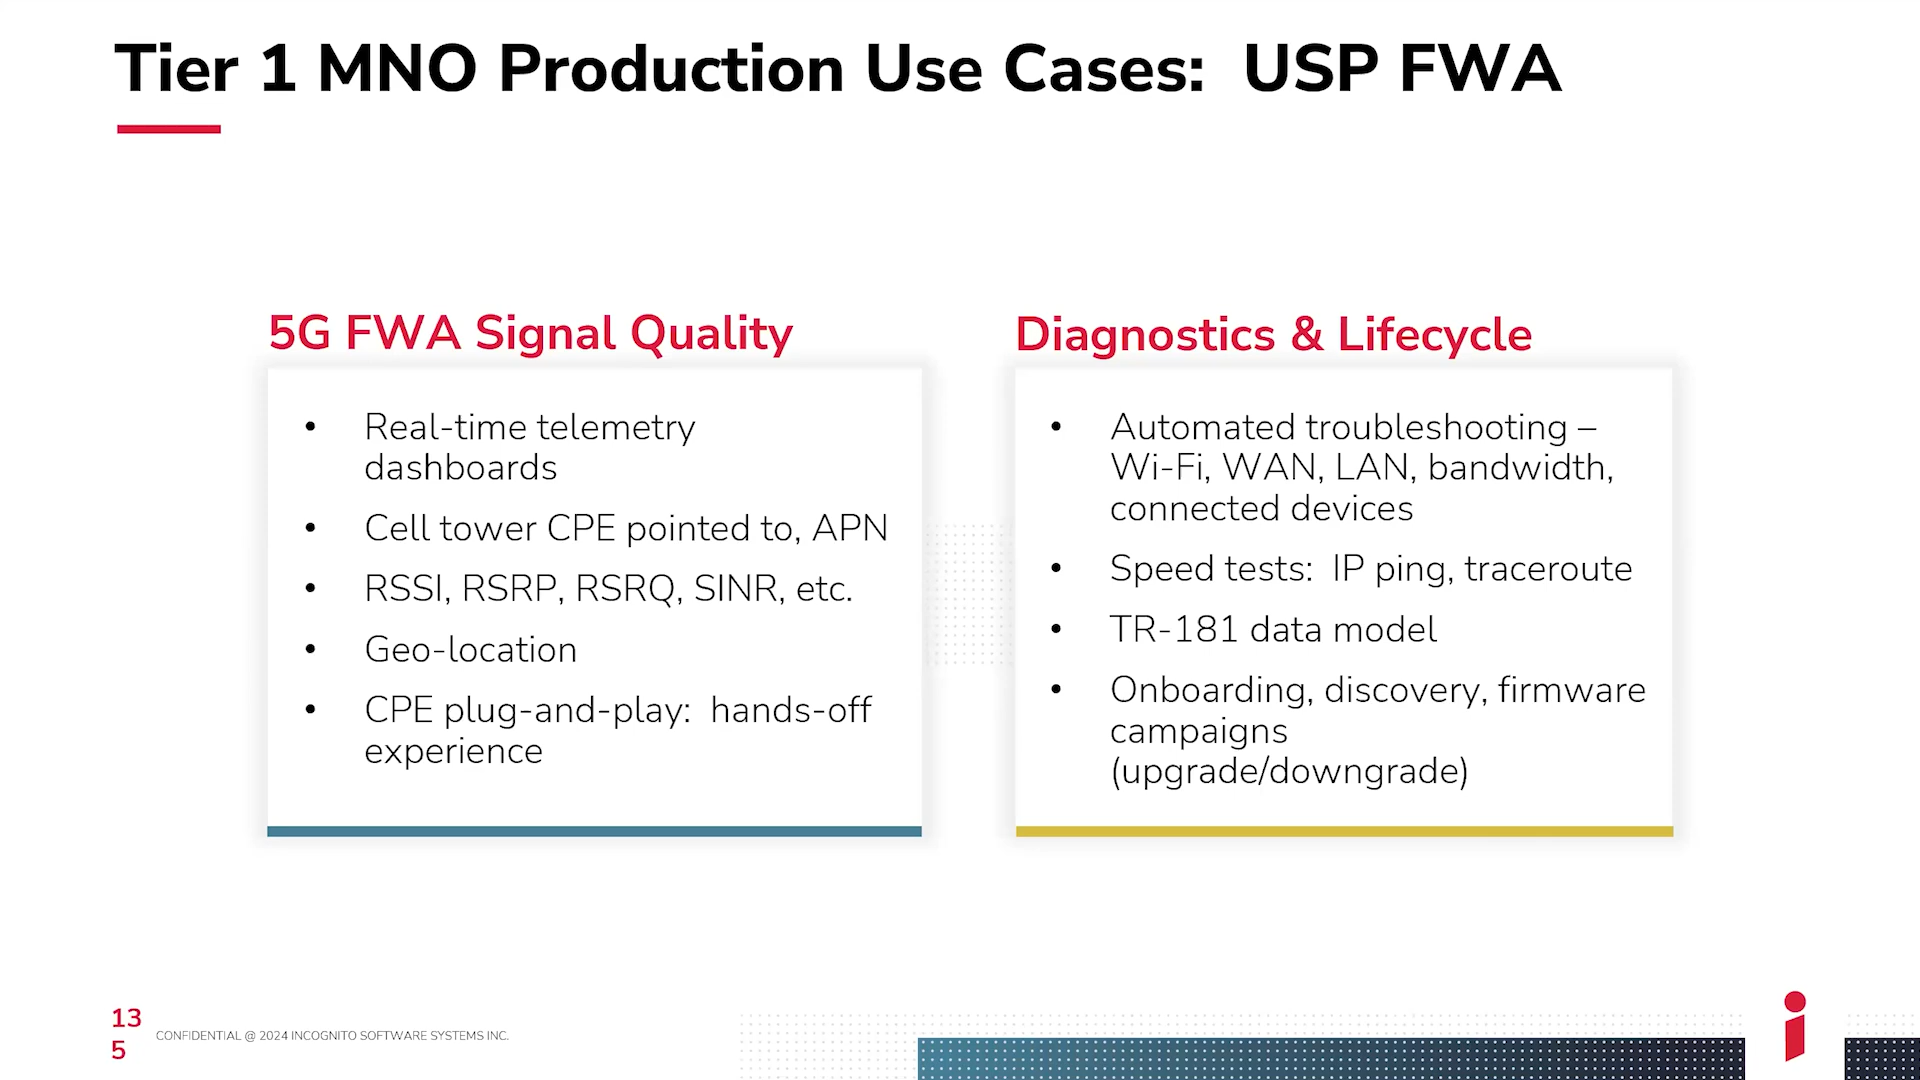 Tier 1 MNO Production Use Cases:  USP FWA
5G FWA Signal Quality
• Real-time telemetry
dashboards
• Cell tower CPE pointed to, APN
• RSSI, RSRP, RSRQ, SINR, etc.
• Geo-location
• CPE plug-and-play:  hands-off
experience
Diagnostics & Lifecycle
• Automated troubleshooting –
Wi-Fi, WAN, LAN, bandwidth,
connected devices
• Speed tests:  IP ping, traceroute
• TR-181 data model
• Onboarding, discovery, firmware
campaigns
(upgrade/downgrade)
13
5
CONFIDENTIAL @ 2024 INCOGNITO SOFTWARE SYSTEMS INC.